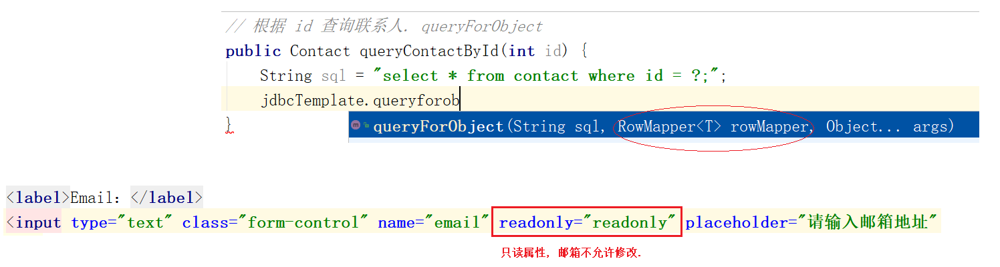 // 根据 id 查询联系人. queryForObject
public Contact queryContactById(int id) {
String sql = "select * from contact where id = ?;";
jdbcTemplate.queryforob
}
m queryForObject(String sql, RowMapper<T> rowMapper, Object... args)
<label>Email: </label>
<input type="text" class="form-control" name="email" readonly="readonly" placeholder="请输入邮箱地址"
只读属性, 邮箱不允许修改.